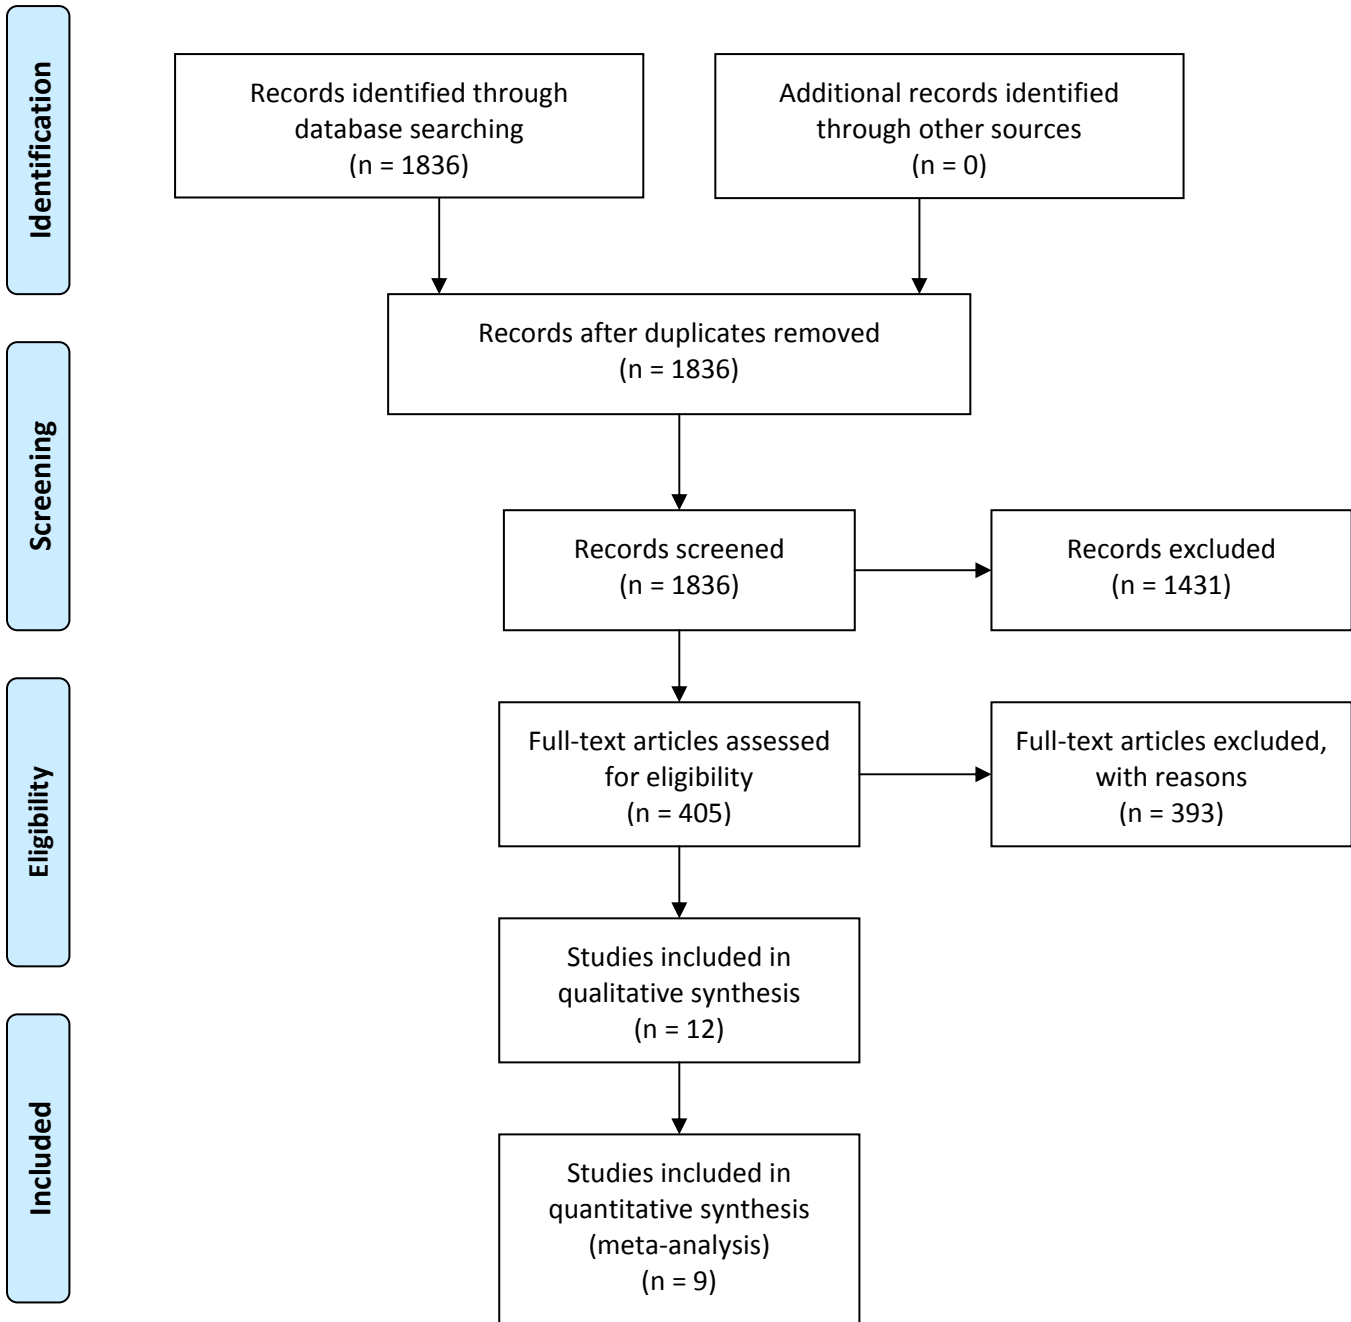 Identification
Records identified through
database searching
(n = 1836)
Additional records identified
through other sources
(n = 0)
Records after duplicates removed
(n = 1836)
Screening
Records screened
(n = 1836)
Records excluded
(n = 1431)
Eligibility
Full-text articles assessed
for eligibility
(n = 405)
Full-text articles excluded,
with reasons
(n = 393)
Studies included in
qualitative synthesis
(n = 12)
Included
Studies included in
quantitative synthesis
(meta-analysis)
(n = 9)